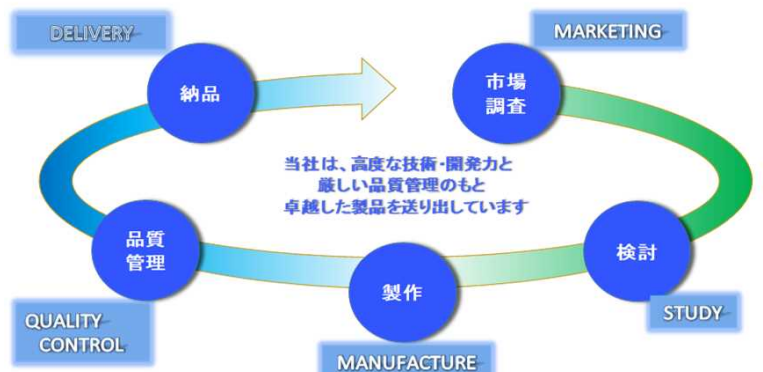 DELIVERY
MARKETING
納品
市場
調査
当社は、高度な技術・開発力と
厳しい品質管理のもと
卓越した製品を送り出しています
品質
管理
検討
製作
QUALITY
CONTROL
STUDY
MANUFACTURE